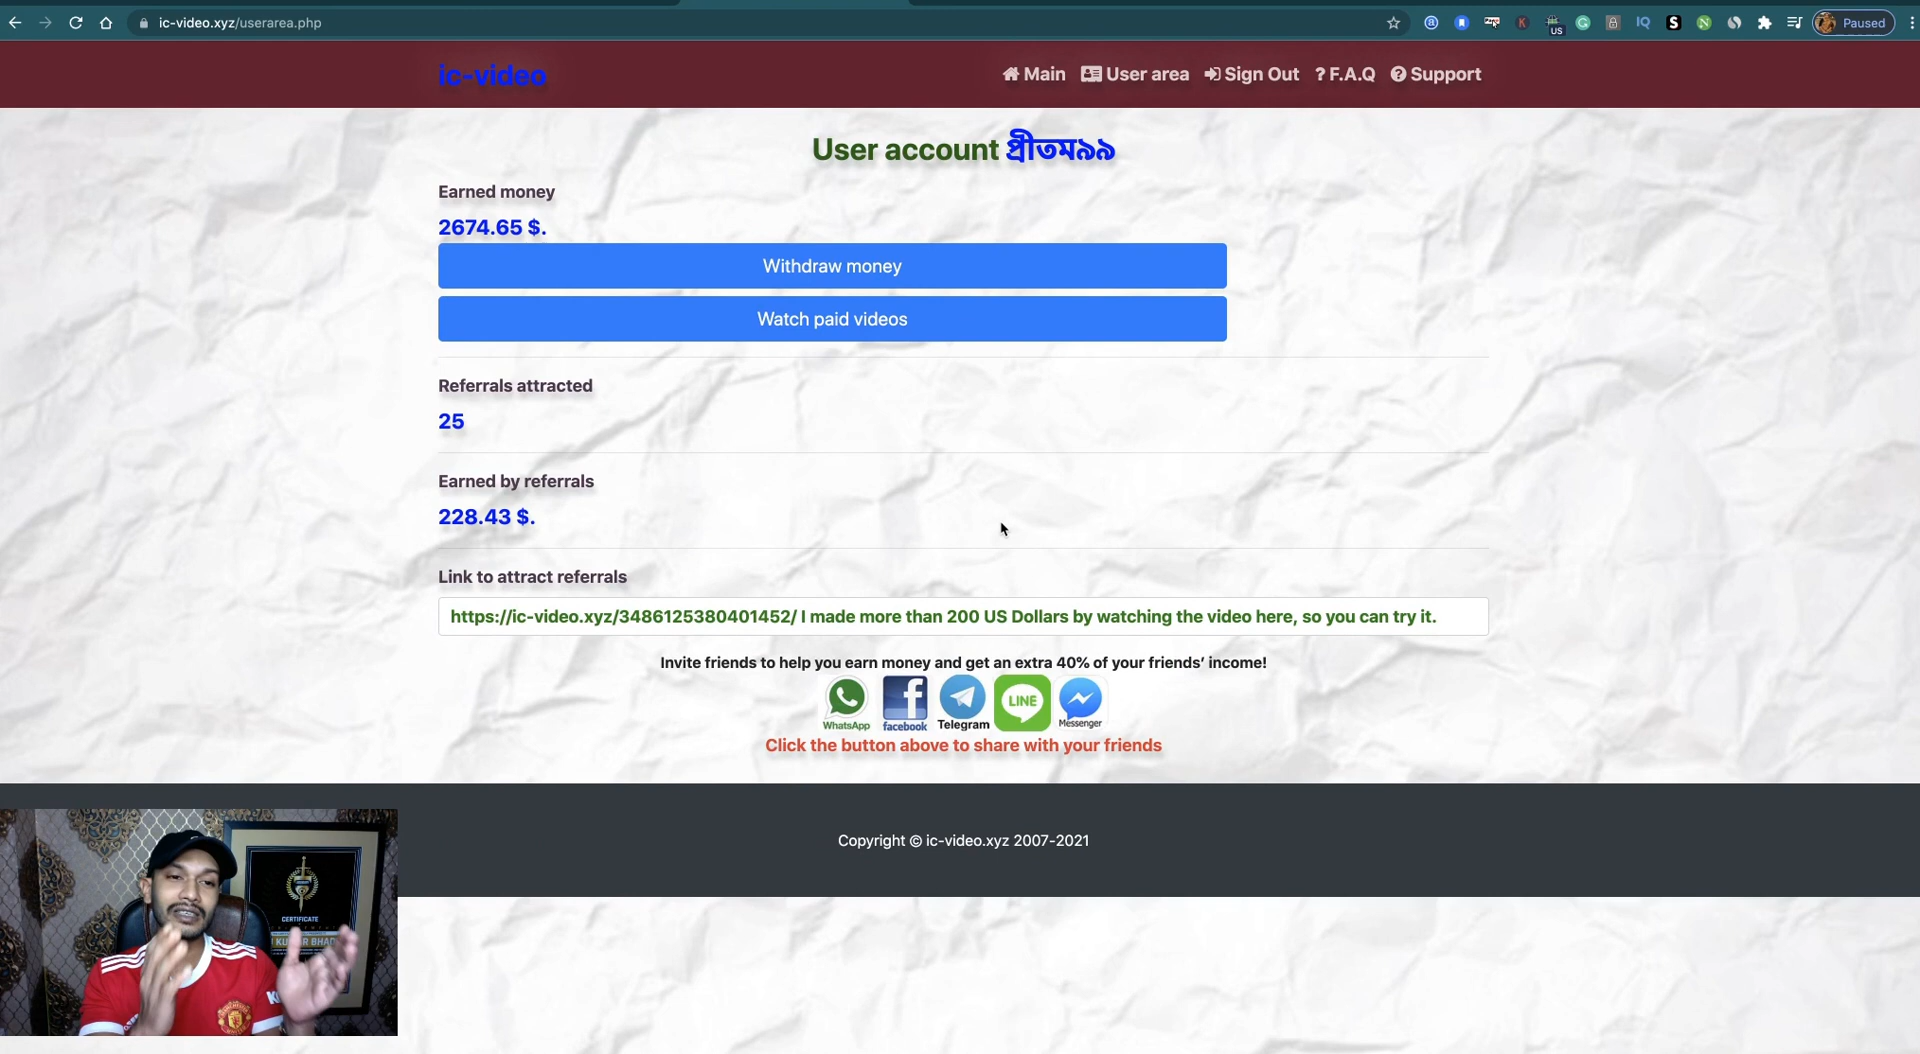 ic-video.xyz/userarea.php
US
IQ
Paused
ic-video
Main User area Sign Out ? F.A.Q Support
User account প্রীতম৯৯
Earned money
2674.65 $.
Withdraw money
Watch paid videos
Referrals attracted
25
Earned by referrals
228.43 $.
Link to attract referrals
https://ic-video.xyz/3486125380401452/ I made more than 200 US Dollars by watching the video here, so you can try it.
Invite friends to help you earn money and get an extra 40% of your friends’ income!
WhatsApp facebook Telegram LINE Messenger
Click the button above to share with your friends
Copyright © ic-video.xyz 2007-2021
CERTIFICATE